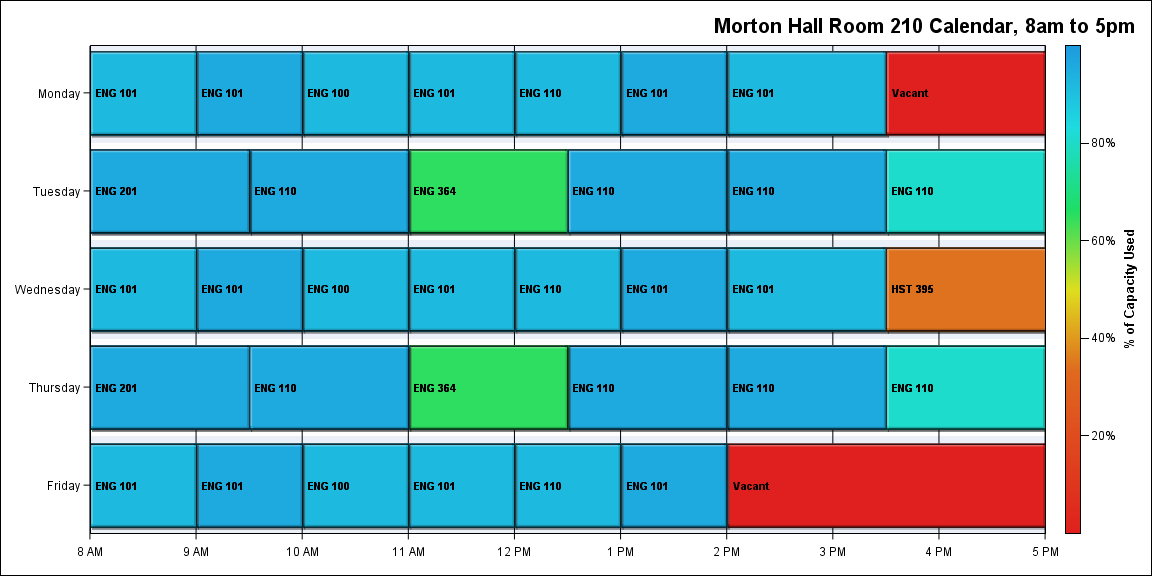 Morton Hall Room 210 Calendar, 8am to 5pm
Monday
ENG 101
ENG 101
ENG 100
ENG 101
ENG 110
ENG 101
ENG 101
Vacant
Tuesday
ENG 201
ENG 110
ENG 364
ENG 110
ENG 110
ENG 110
Wednesday
ENG 101
ENG 101
ENG 100
ENG 101
ENG 110
ENG 101
ENG 101
HST 395
Thursday
ENG 201
ENG 110
ENG 364
ENG 110
ENG 110
ENG 110
Friday
ENG 101
ENG 101
ENG 100
ENG 101
ENG 110
ENG 101
Vacant
8 AM
9 AM
10 AM
11 AM
12 PM
1 PM
2 PM
3 PM
4 PM
5 PM
80%
60%
40%
20%
% of Capacity Used